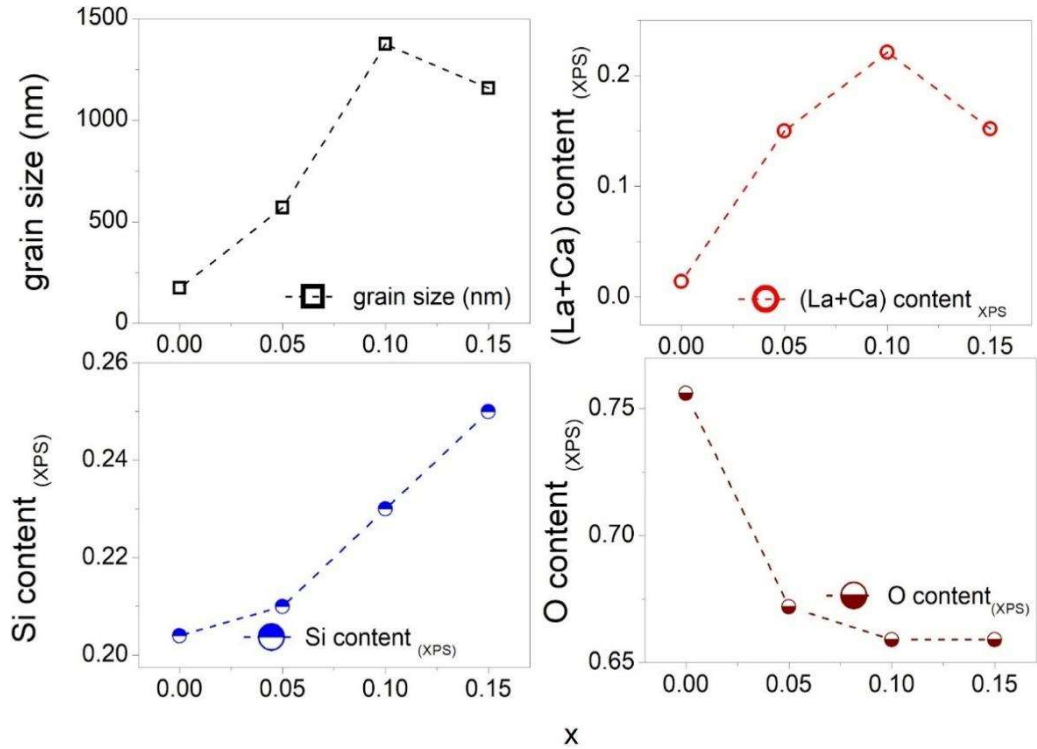 1500
1000
500
0
grain size (nm)
grain size (nm)
0.00 0.05 0.10 0.15
0.2
0.1
0.0
(La+Ca) content (XPS)
(La+Ca) content XPS
0.00 0.05 0.10 0.15
0.26
0.24
0.22
0.20
Si content (XPS)
Si content (XPS)
0.00 0.05 0.10 0.15
0.75
0.70
0.65
O content (XPS)
O content(XPS)
0.00 0.05 0.10 0.15
x